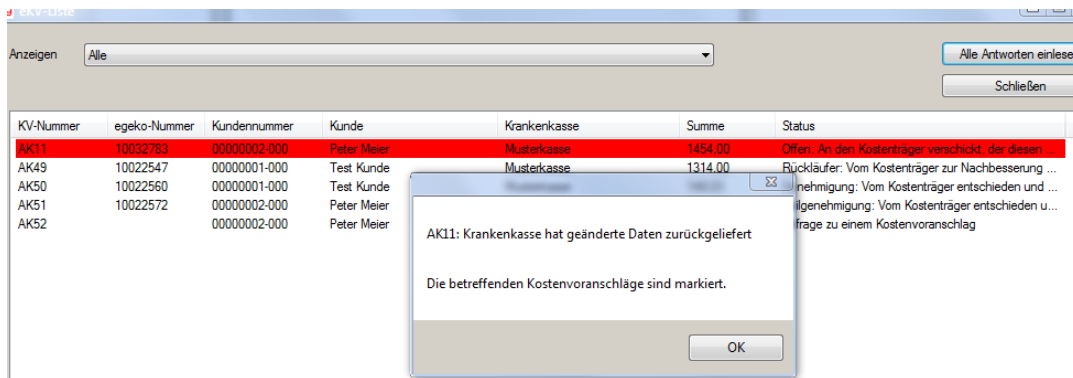 eKV-Liste
Anzeigen Alle Alle Antworten einlese
Schließen
KV-Nummer egeko-Nummer Kundennummer Kunde Krankenkasse Summe Status
AK11 10032783 00000002-000 Peter Meier Musterkasse 1454,00 Offen: An den Kostenträger verschickt, der diesen ...
AK49 10022547 00000001-000 Test Kunde Musterkasse 1314,00 Rückläufer: Vom Kostenträger zur Nachbesserung ...
AK50 10022560 00000001-000 Test Kunde nehmigung: Vom Kostenträger entschieden und ...
AK51 10022572 00000002-000 Peter Meier ilgenehmigung: Vom Kostenträger entschieden u...
AK52 00000002-000 Peter Meier frage zu einem Kostenvoranschlag
AK11: Krankenkasse hat geänderte Daten zurückgeliefert
Die betreffenden Kostenvoranschläge sind markiert.
OK